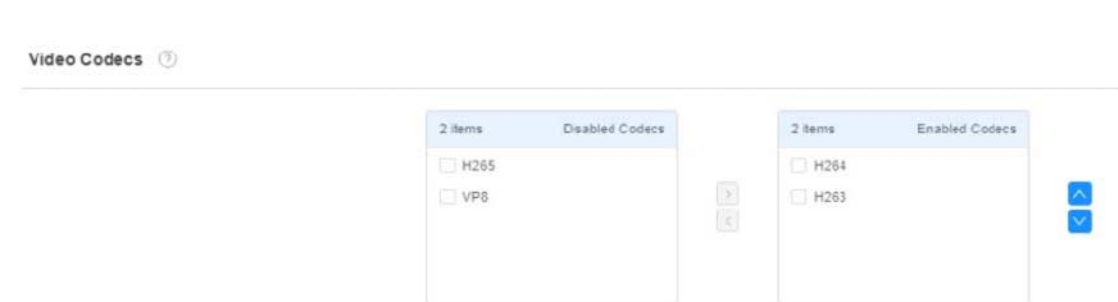 Video Codecs ?
2 items Disabled Codecs
H265
VP8
2 items Enabled Codecs
H264
H263